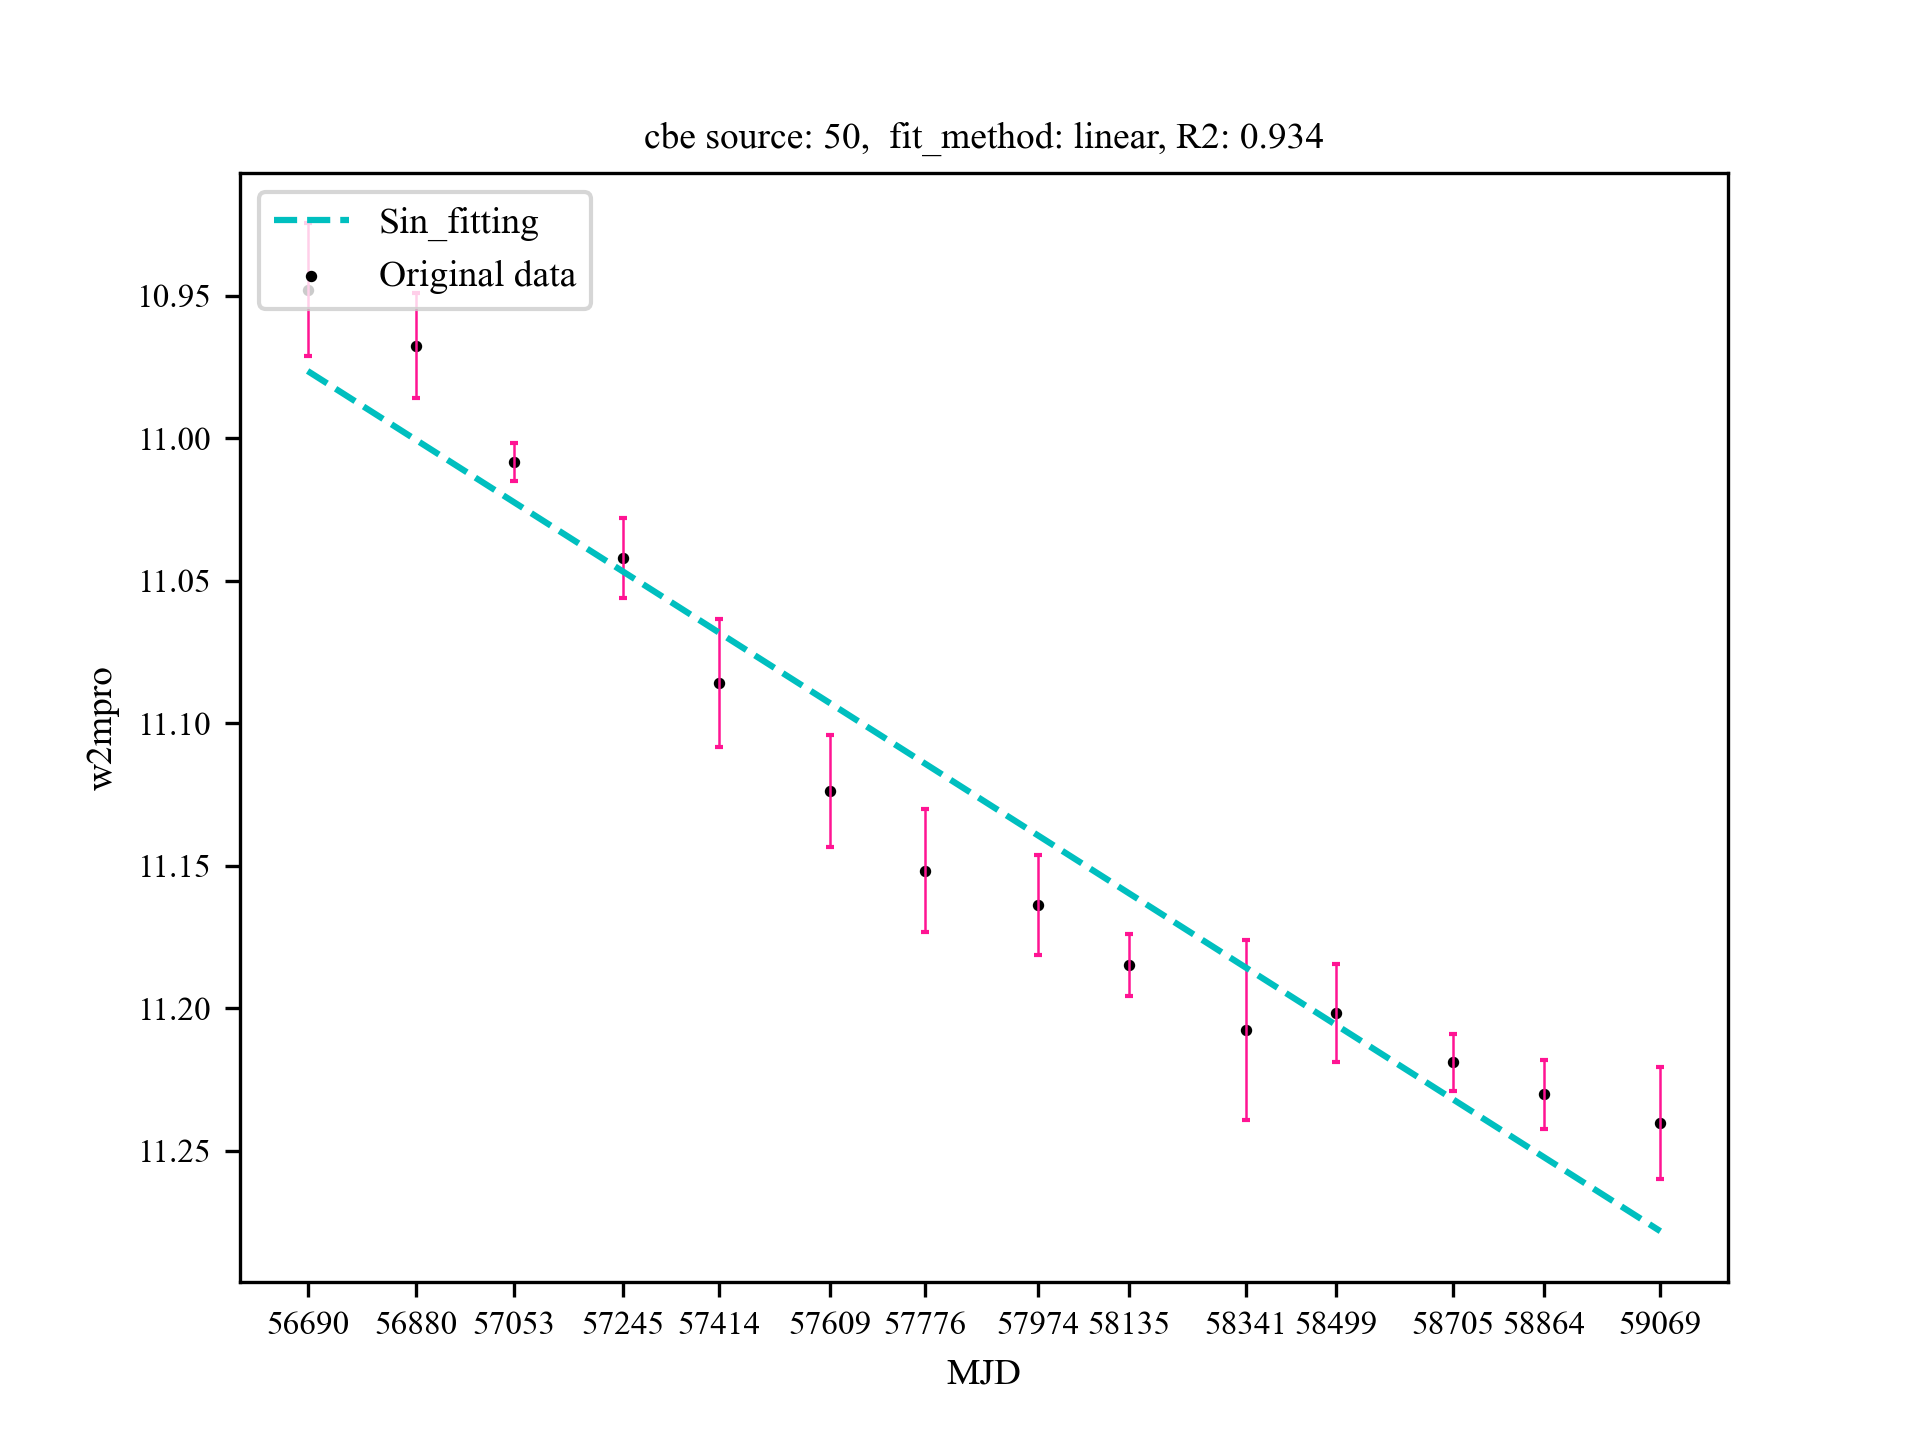 cbe source: 50,  fit_method: linear, R2: 0.934
Sin_fitting
Original data
10.95
11.00
11.05
11.10
11.15
11.20
11.25
w2mpro
56690 56880 57053 57245 57414 57609 57776 57974 58135 58341 58499 58705 58864 59069
MJD